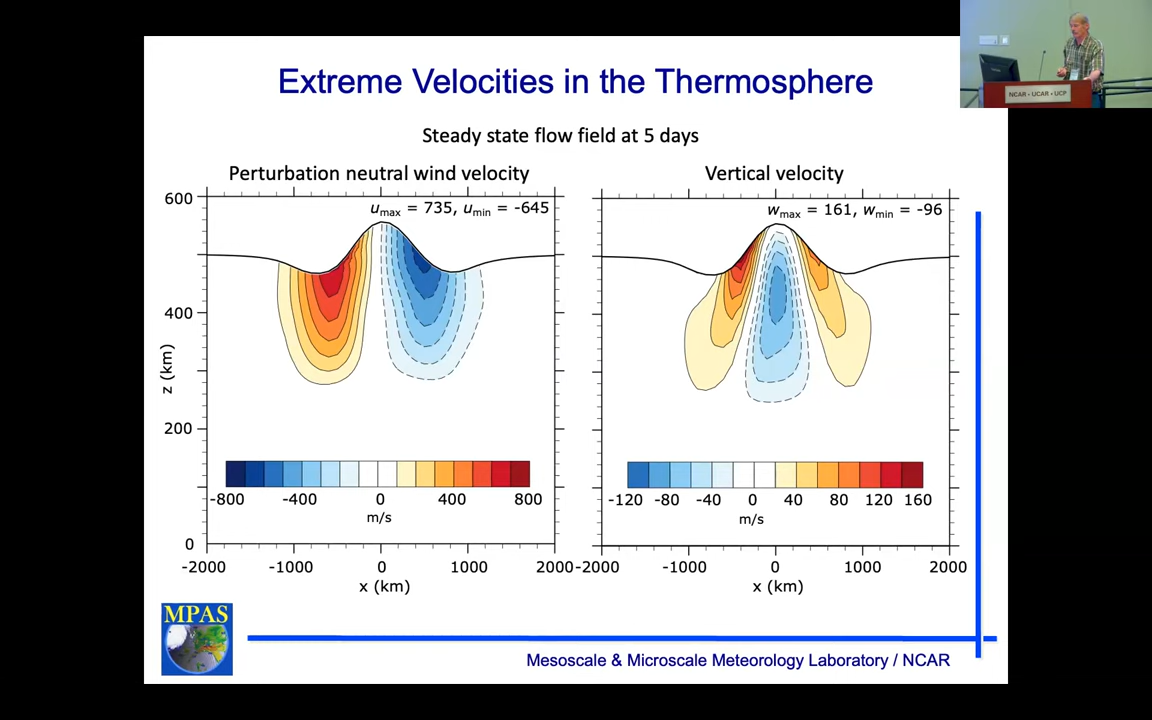 Extreme Velocities in the Thermosphere
NCAR • UCAR • UCP
Steady state flow field at 5 days
Perturbation neutral wind velocity
Vertical velocity
u_max = 735, u_min = -645
w_max = 161, w_min = -96
600
400
200
0
z (km)
-800 -400 0 400 800
m/s
-120 -80 -40 0 40 80 120 160
m/s
-2000 -1000 0 1000 2000
x (km)
-2000 -1000 0 1000 2000
x (km)
MPAS
Mesoscale & Microscale Meteorology Laboratory / NCAR